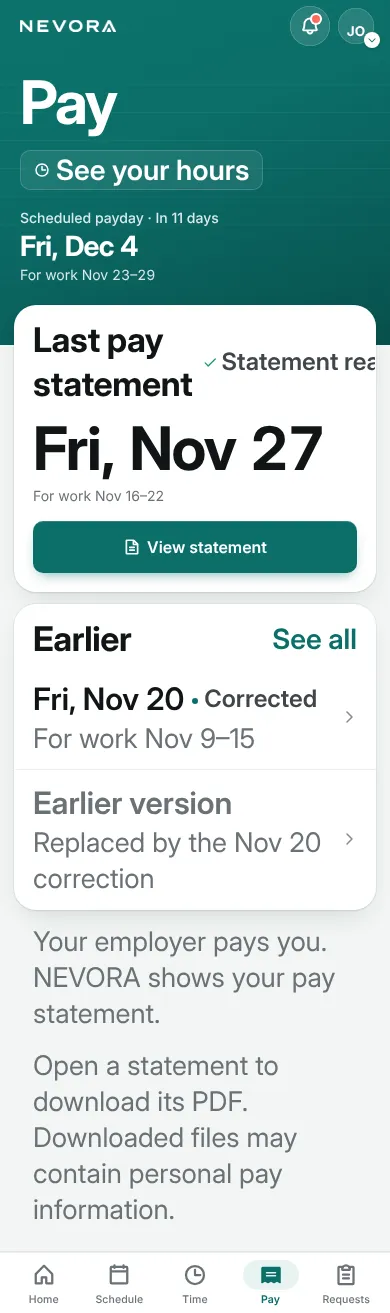 NEVORA
JO
Pay
See your hours
Scheduled payday · In 11 days
Fri, Dec 4
For work Nov 23–29
Last pay
statement
Statement rea
Fri, Nov 27
For work Nov 16–22
View statement
Earlier
See all
Fri, Nov 20 • Corrected
For work Nov 9–15
Earlier version
Replaced by the Nov 20
correction
Your employer pays you.
NEVORA shows your pay
statement.
Open a statement to
download its PDF.
Downloaded files may
contain personal pay
information.
Home
Schedule
Time
Pay
Requests